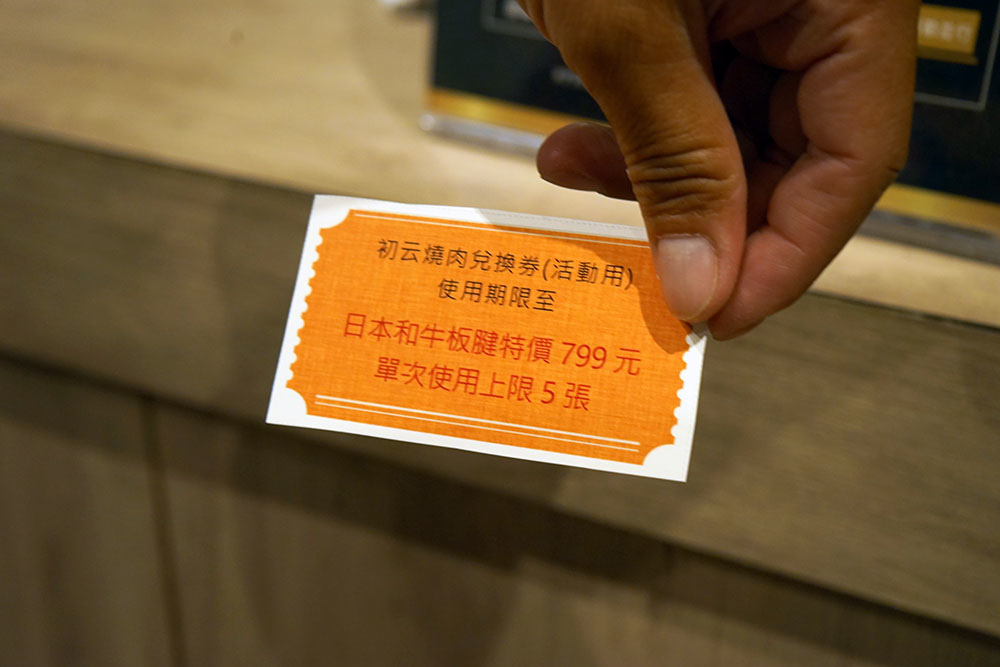 初云燒肉兌換券(活動用)
使用期限至
日本和牛板腱特價 799 元
單次使用上限 5 張